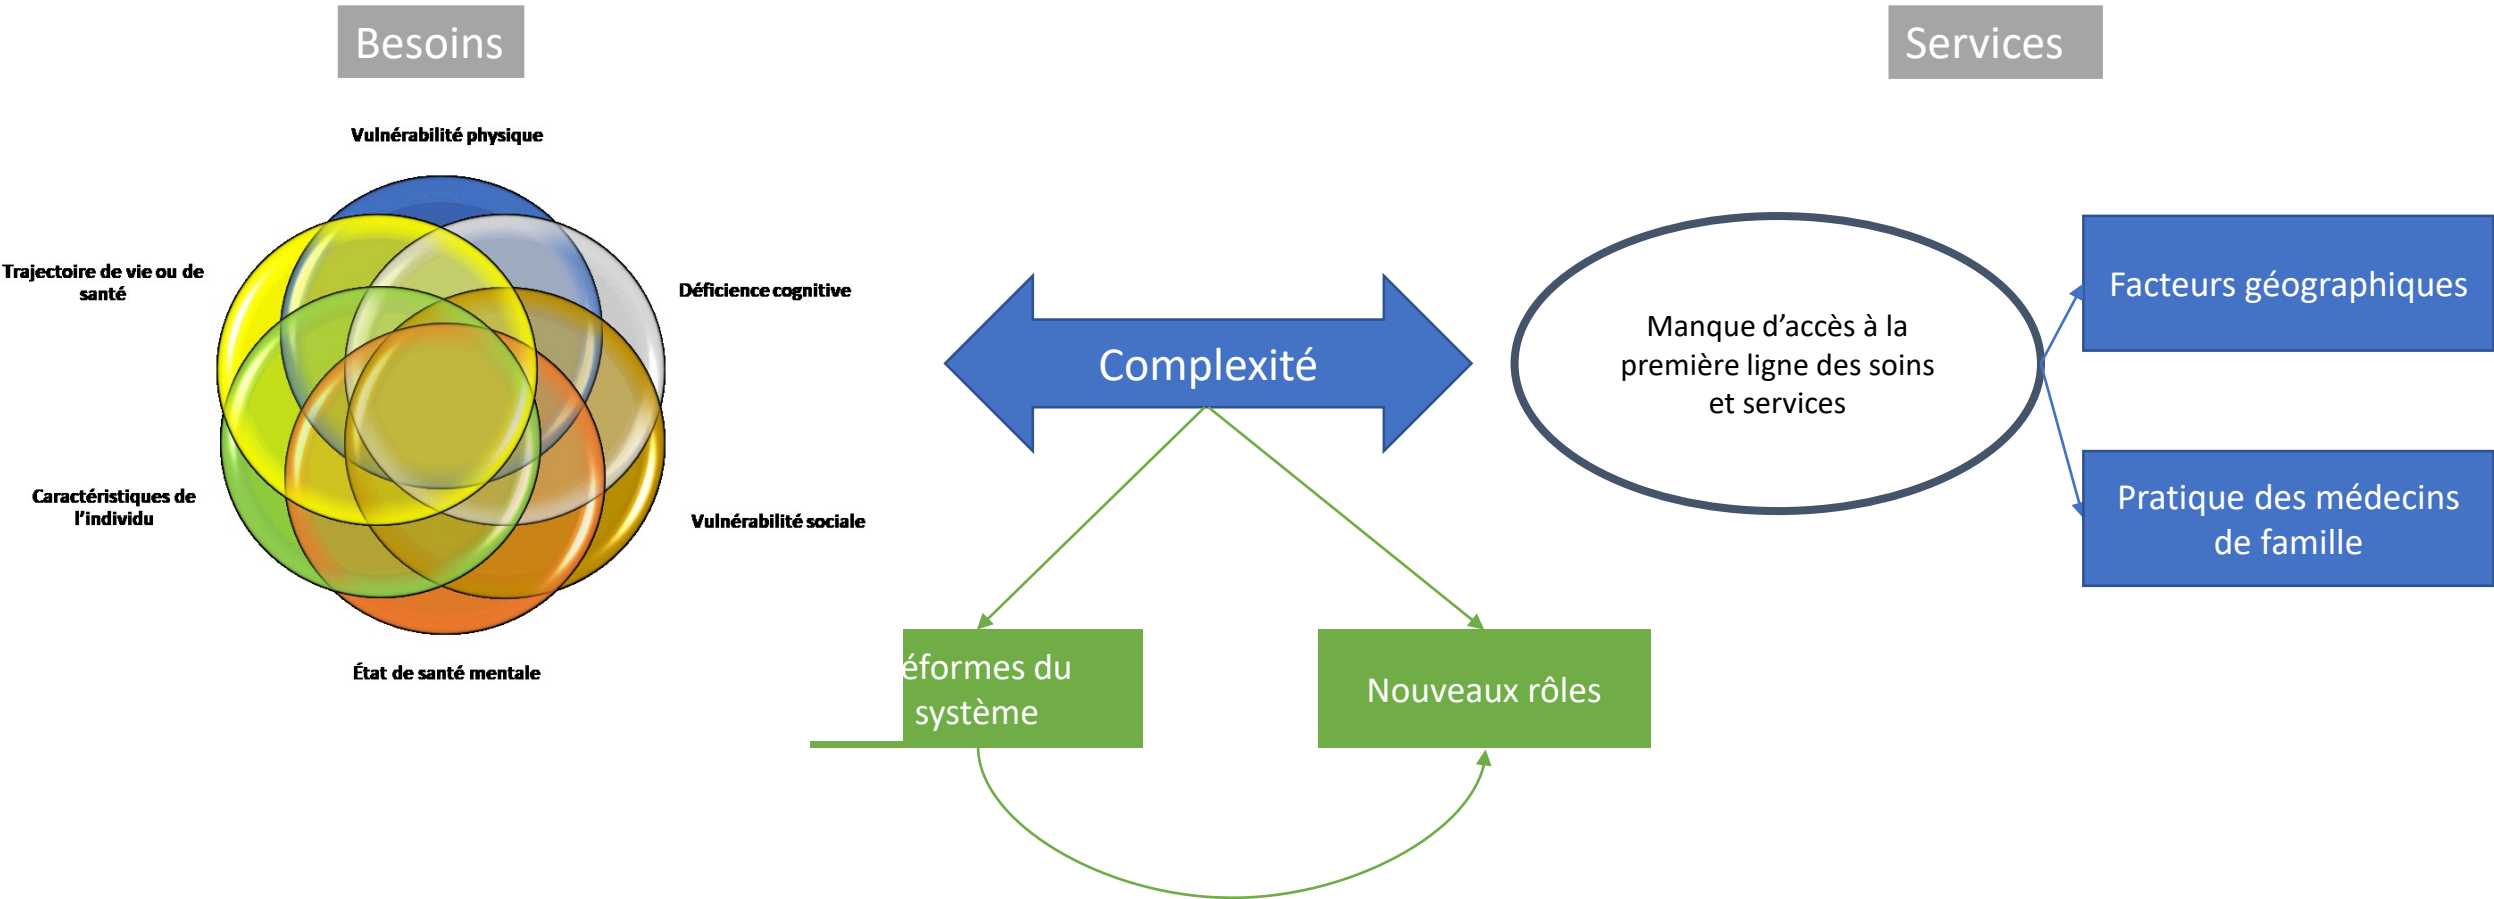 Besoins
Services
Vulnérabilité physique
Trajectoire de vie ou de
santé
Déficience cognitive
Caractéristiques de
l'individu
Vulnérabilité sociale
État de santé mentale
Complexité
Manque d’accès à la
première ligne des soins
et services
Facteurs géographiques
Pratique des médecins
de famille
éformes du
système
Nouveaux rôles